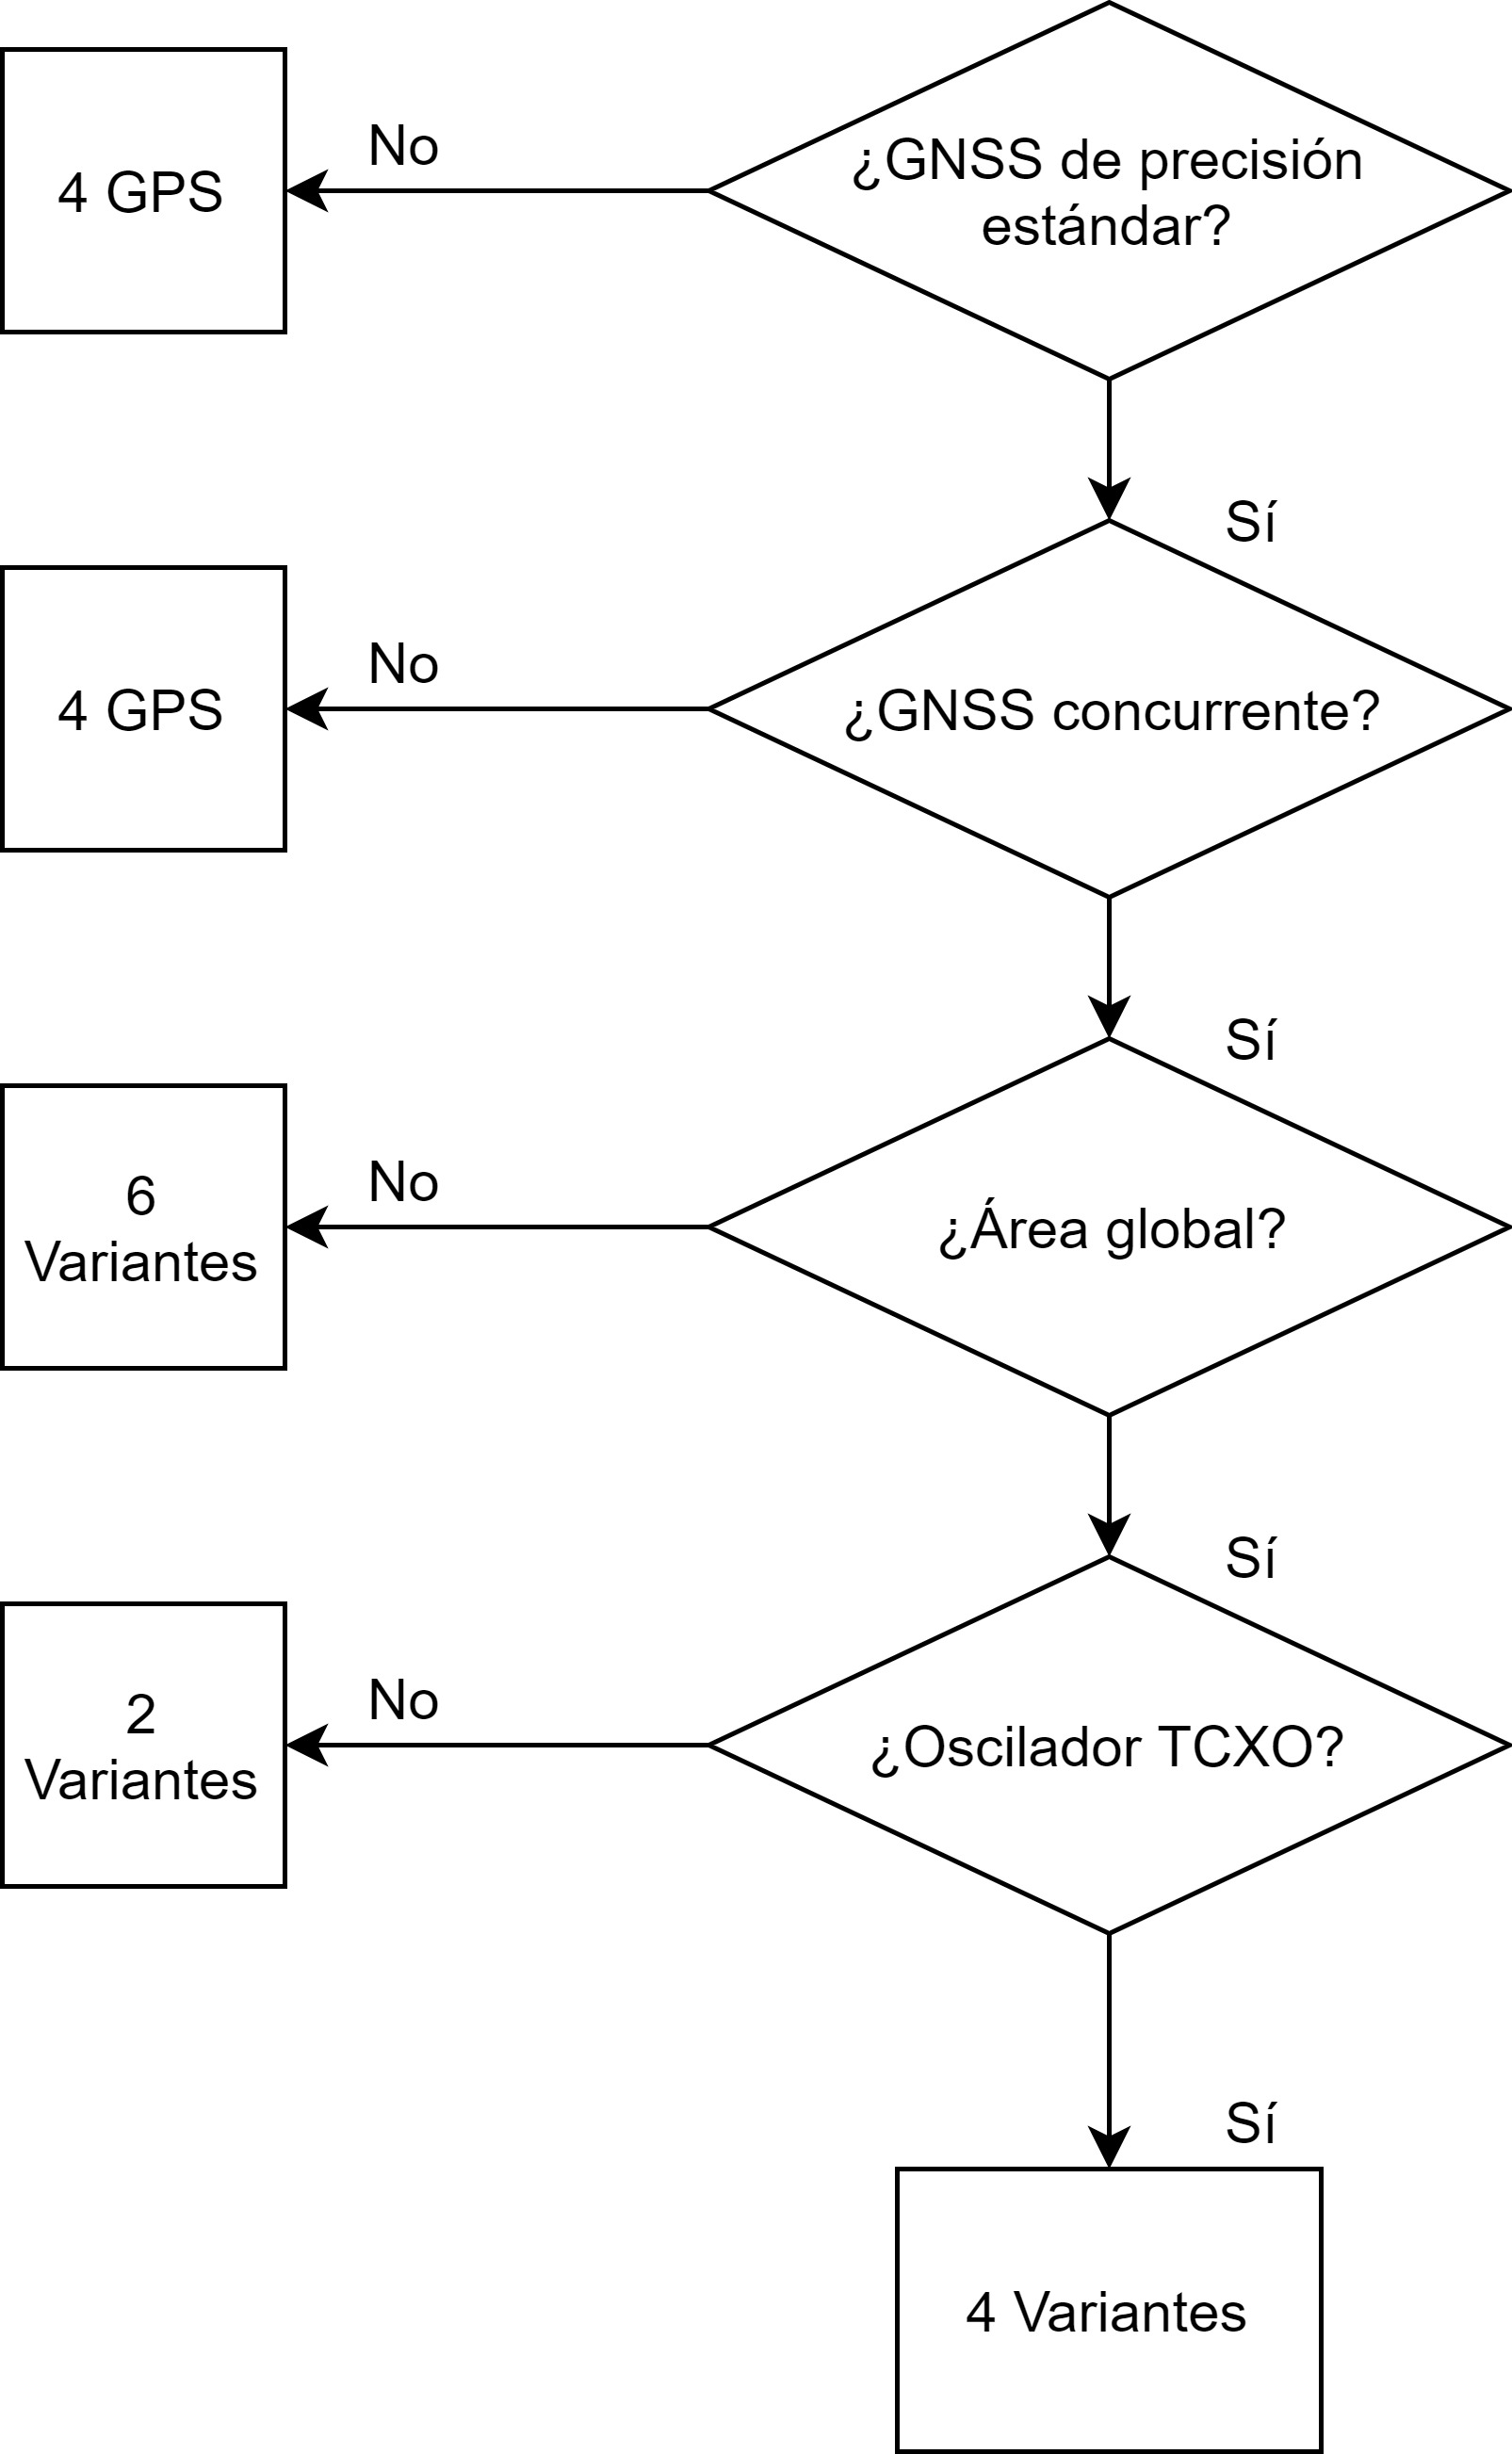 ¿GNSS de precisión
estándar?
No
4 GPS
Sí
¿GNSS concurrente?
No
4 GPS
Sí
¿Área global?
No
6
Variantes
Sí
¿Oscilador TCXO?
No
2
Variantes
Sí
4 Variantes